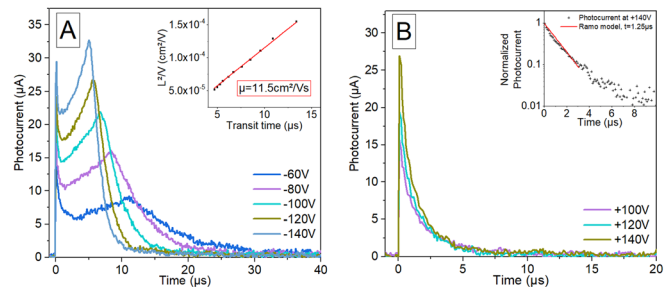 A
Photocurrent (µA)
35
30
25
20
15
10
5
0
0
10
20
30
40
Time (µs)
-60V
-80V
-100V
-120V
-140V
L²/V (cm²/V)
1.5x10⁻⁴
1.0x10⁻⁴
5.0x10⁻⁵
5
10
15
Transit time (µs)
µ=11.5cm²/Vs
B
Photocurrent (µA)
30
25
20
15
10
5
0
0
5
10
15
20
Time (µs)
+100V
+120V
+140V
Normalized
Photocurrent
1
0.1
0.01
0
2
4
6
8
Time (µs)
Photocurrent at +140V
Ramo model, t=1.25µs